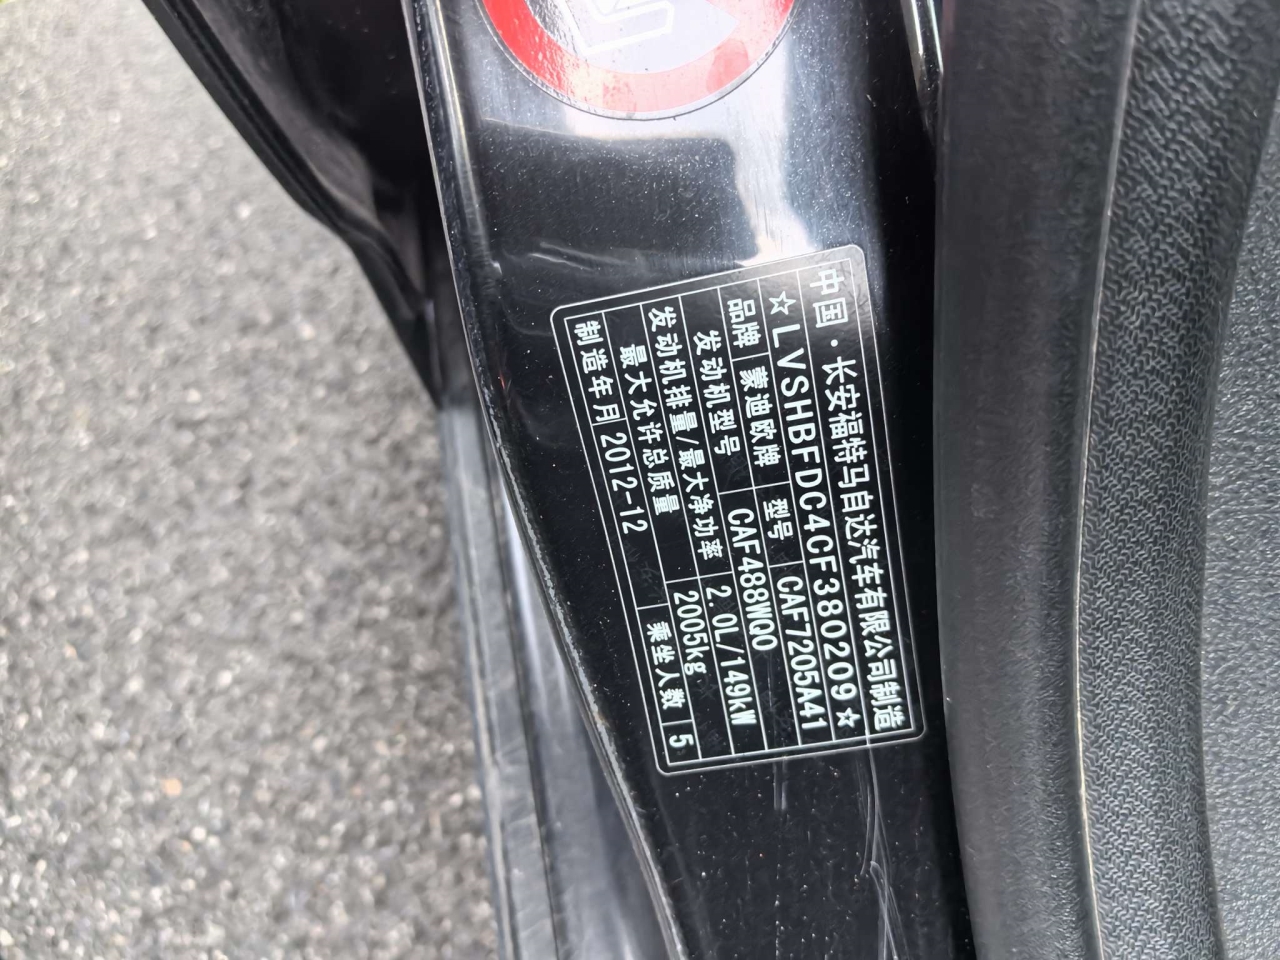 中国·长安福特马自达汽车有限公司制造
☆LVSHBFDC4CF380209☆
品牌 蒙迪欧牌 型号 CAF7205A41
发动机型号 CAF488WQ0
发动机排量/最大净功率 2.0L/149kW
最大允许总质量 2005kg
制造年月 2012-12 乘坐人数 5